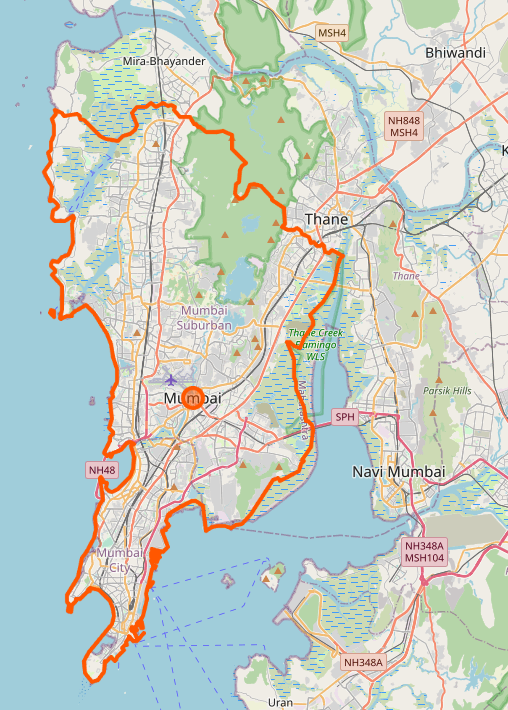 MSH4
Bhiwandi
Mira-Bhayander
NH848
MSH4
K
Thane
Thane
Mumbai
Suburban
Thane Creek
Flamingo
WLS
Parsik Hills
Mumbai
Maharashtra
SPH
NH48
Navi Mumbai
Mumbai
City
NH348A
MSH104
NH348A
Uran